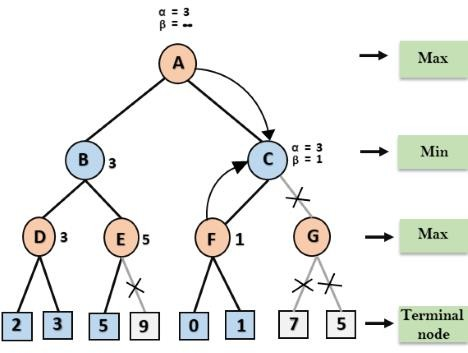 α = 3
β = ∞
A
Max
B
3
C
α = 3
β = 1
Min
D
3
E
5
F
1
G
Max
2
3
5
9
0
1
7
5
Terminal
node